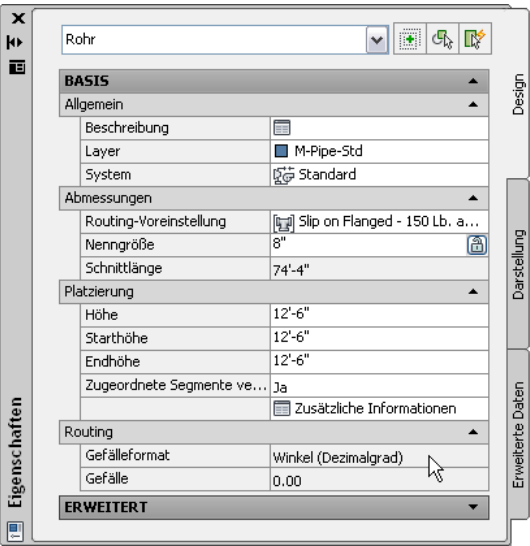 Rohr
BASIS
Allgemein
Beschreibung
Layer M-Pipe-Std
System Standard
Abmessungen
Routing-Voreinstellung Slip on Flanged - 150 Lb. a...
Nenngröße 8"
Schnittlänge 74'-4"
Platzierung
Höhe 12'-6"
Starthöhe 12'-6"
Endhöhe 12'-6"
Zugeordnete Segmente ve... Ja
Zusätzliche Informationen
Routing
Gefälleformat Winkel (Dezimalgrad)
Gefälle 0.00
ERWEITERT
Design
Darstellung
Erweiterte Daten
Eigenschaften